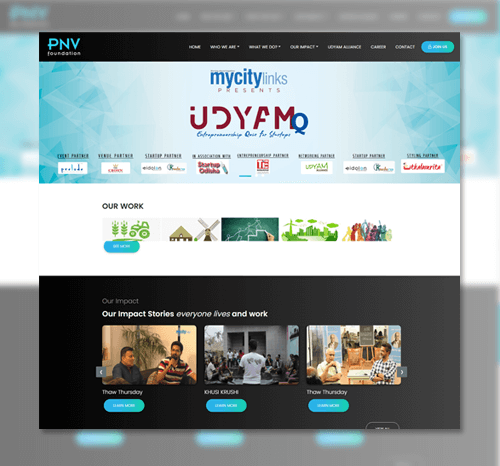 PNV
foundation
HOME WHO WE ARE WHAT WE DO? OUR IMPACT UDYAM ALLIANCE CAREER CONTACT JOIN US
mycitylinks
PRESENTS
UDYAMQ
Entrepreneurship Quiz for Startups
EVENT PARTNER VENUE PARTNER STARTUP PARTNER IN ASSOCIATION WITH ENTREPRENEURSHIP PARTNER NETWORKING PARTNER STARTUP PARTNER STYLING PARTNER
Startup
Odisha
UDYAM
OUR WORK
SEE MORE
Our Impact
Our Impact Stories everyone lives and work
Thaw Thursday KHUSI KRUSHI Thaw Thursday
LEARN MORE LEARN MORE LEARN MORE